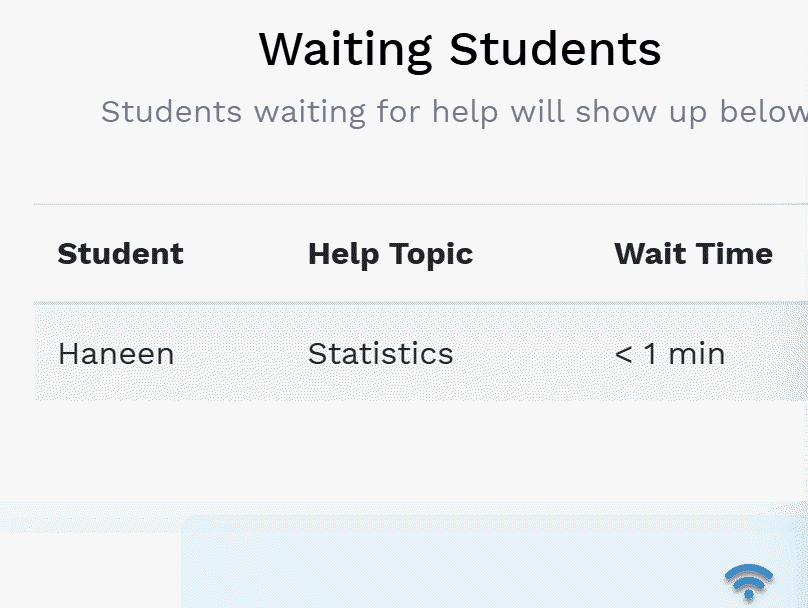 Waiting Students
Students waiting for help will show up below
Student Help Topic Wait Time
Haneen Statistics < 1 min